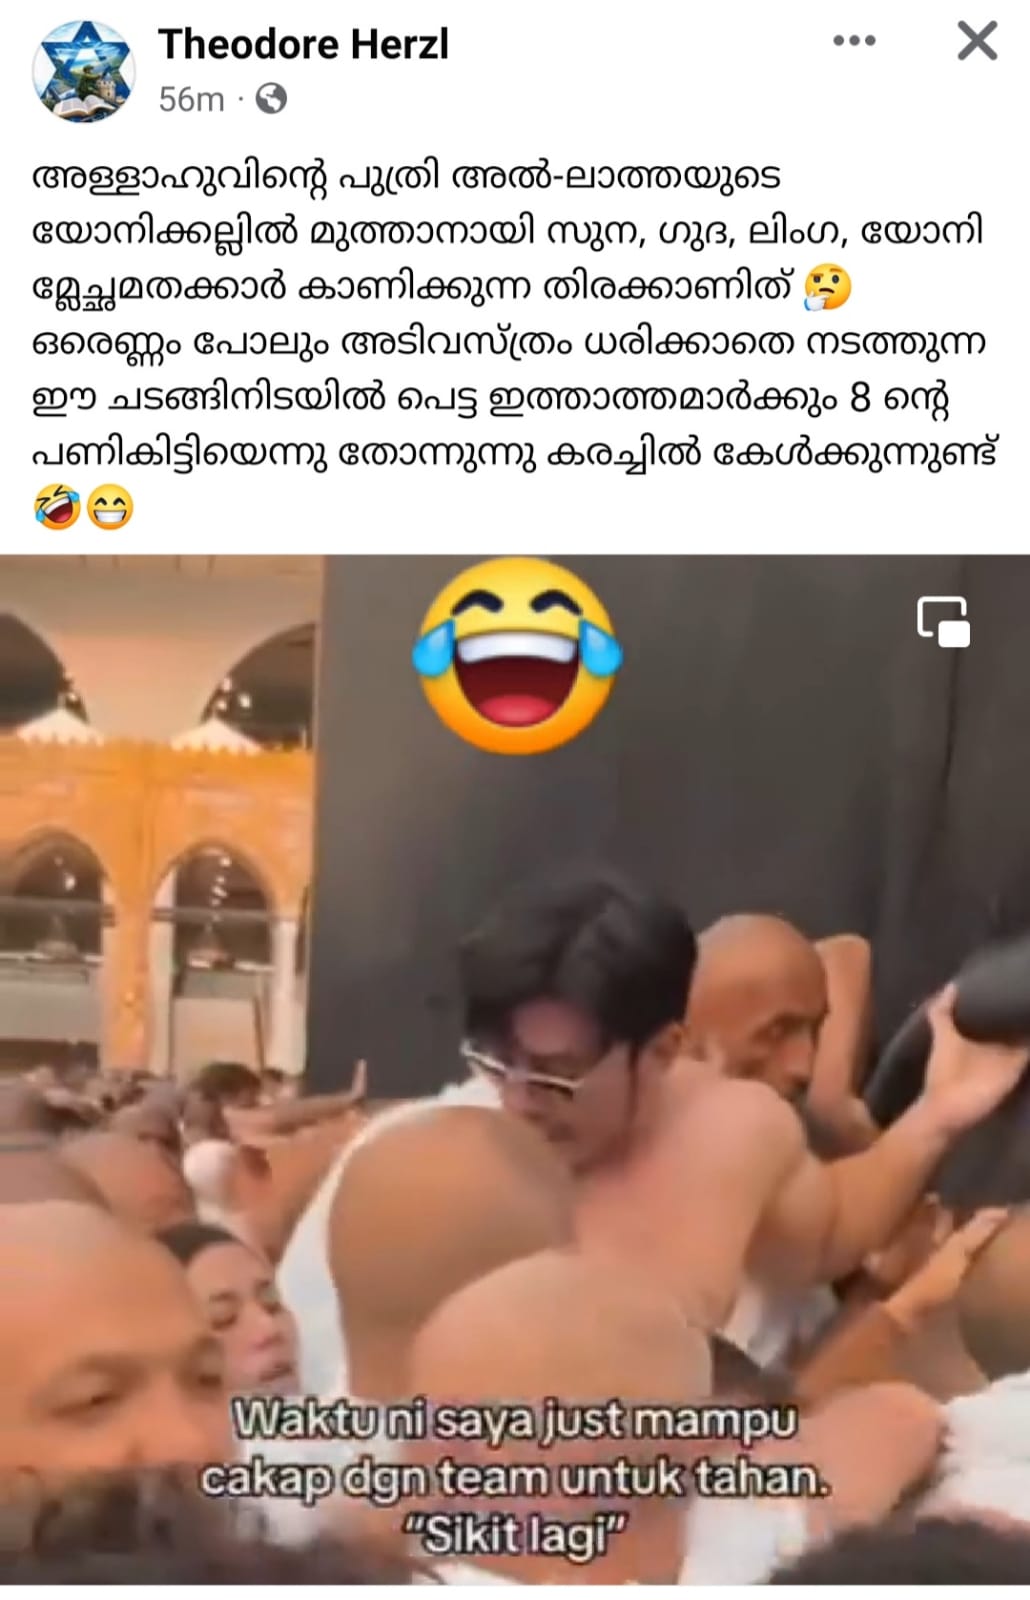 Theodore Herzl
56m
അള്ളാഹുവിന്റെ പുത്രി അൽ-ലാത്തയുടെ
യോനിക്കല്ലിൽ മുത്താനായി സുന, ഗുദ, ലിംഗ, യോനി
മ്ലേച്ഛമതക്കാർ കാണിക്കുന്ന തിരക്കാണിത് 🤔
ഒരെണ്ണം പോലും അടിവസ്ത്രം ധരിക്കാതെ നടത്തുന്ന
ഈ ചടങ്ങിനിടയിൽ പെട്ട ഇത്താത്തമാർക്കും 8 ന്റെ
പണികിട്ടിയെന്നു തോന്നുന്നു കരച്ചിൽ കേൾക്കുന്നുണ്ട്
🤣😁
Waktu ni saya just mampu
cakap dgn team untuk tahan.
"Sikit lagi"